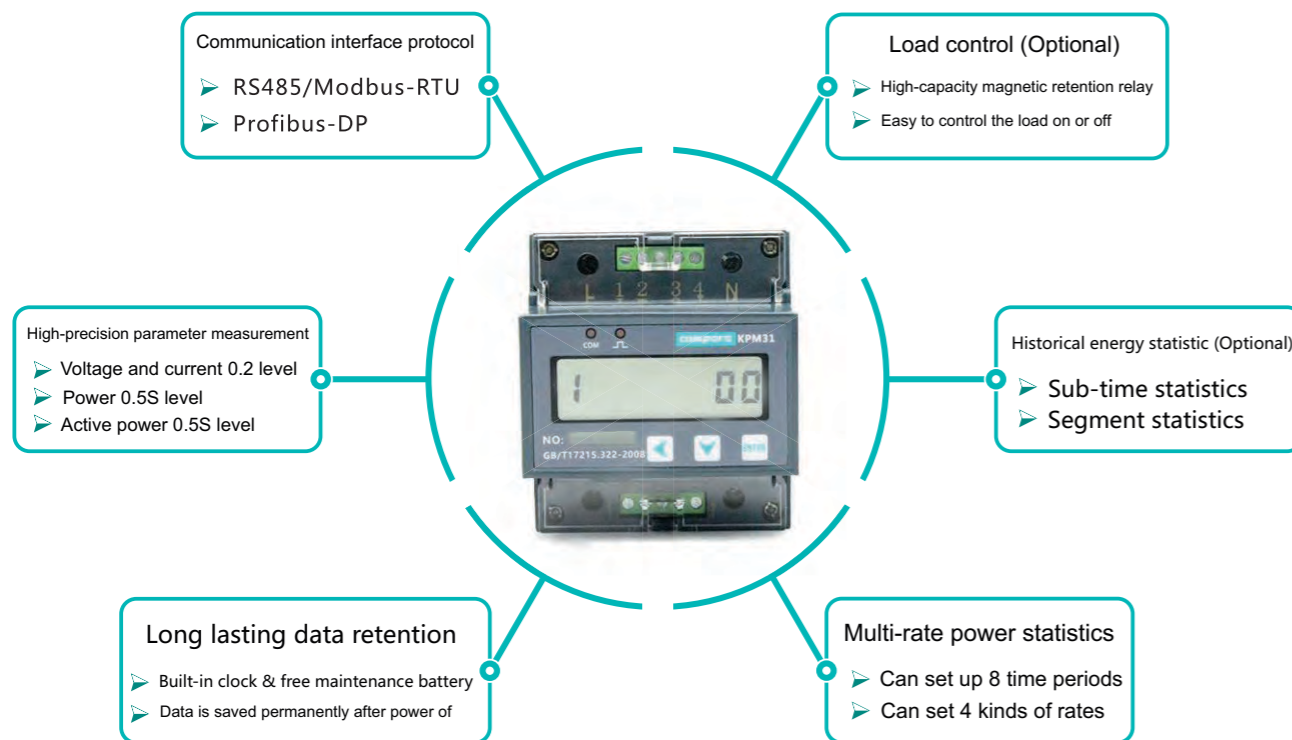 Communication interface protocol
RS485/Modbus-RTU
Profibus-DP
Load control (Optional)
High-capacity magnetic retention relay
Easy to control the load on or off
High-precision parameter measurement
Voltage and current 0.2 level
Power 0.5S level
Active power 0.5S level
L 1 2 3 4 N
COM
KPM31
1 00
NO:
GB/T17215.322-2008
Historical energy statistic (Optional)
Sub-time statistics
Segment statistics
Long lasting data retention
Built-in clock & free maintenance battery
Data is saved permanently after power of
Multi-rate power statistics
Can set up 8 time periods
Can set 4 kinds of rates